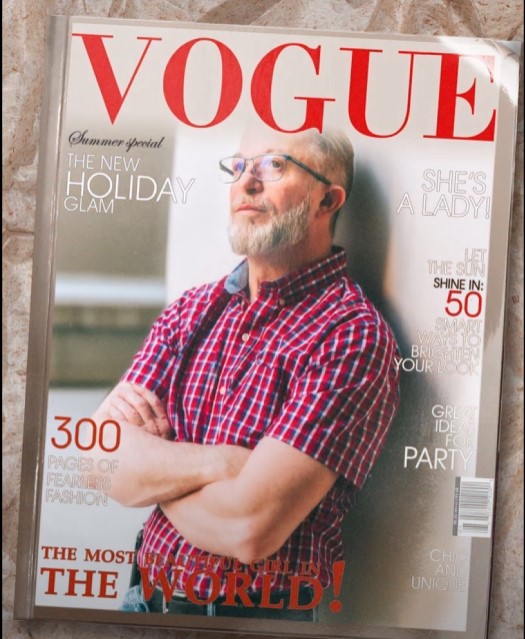 VOGUE
Summer special
THE NEW
HOLIDAY
GLAM
SHE'S
A LADY!
LET
THE SUN
SHINE IN:
50
SMART
WAYS TO
BRIGHTEN
YOUR LOOK
GREAT
IDEAS
FOR
PARTY
300
PAGES OF
FEARLESS
FASHION
CHIC
AND
UNIQUE
THE MOST BEAUTIFUL GIRL IN
THE WORLD!